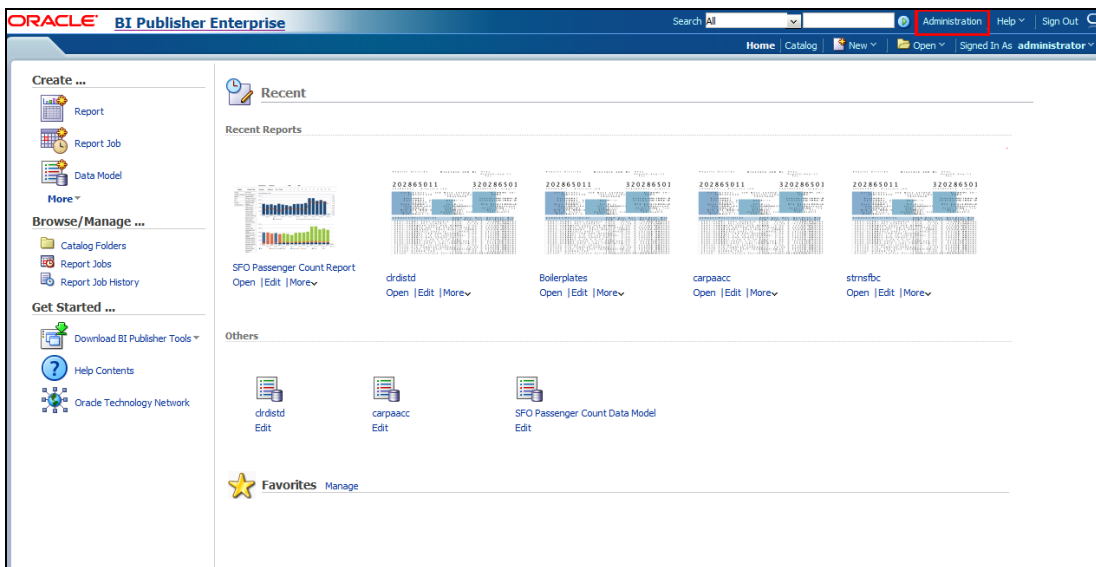 ORACLE BI Publisher Enterprise
Search All Administration Help Sign Out
Home Catalog New Open Signed In As administrator
Create ...
Report
Report Job
Data Model
More
Browse/Manage ...
Catalog Folders
Report Jobs
Report Job History
Get Started ...
Download BI Publisher Tools
Help Contents
Oracle Technology Network
Recent
Recent Reports
202865011 320286501
202865011 320286501
202865011 320286501
202865011 320286501
SFO Passenger Count Report
Open |Edit |More
clrdistd
Open |Edit |More
Boilerplates
Open |Edit |More
carpaacc
Open |Edit |More
strnsfbc
Open |Edit |More
Others
clrdistd
Edit
carpaacc
Edit
SFO Passenger Count Data Model
Edit
Favorites Manage